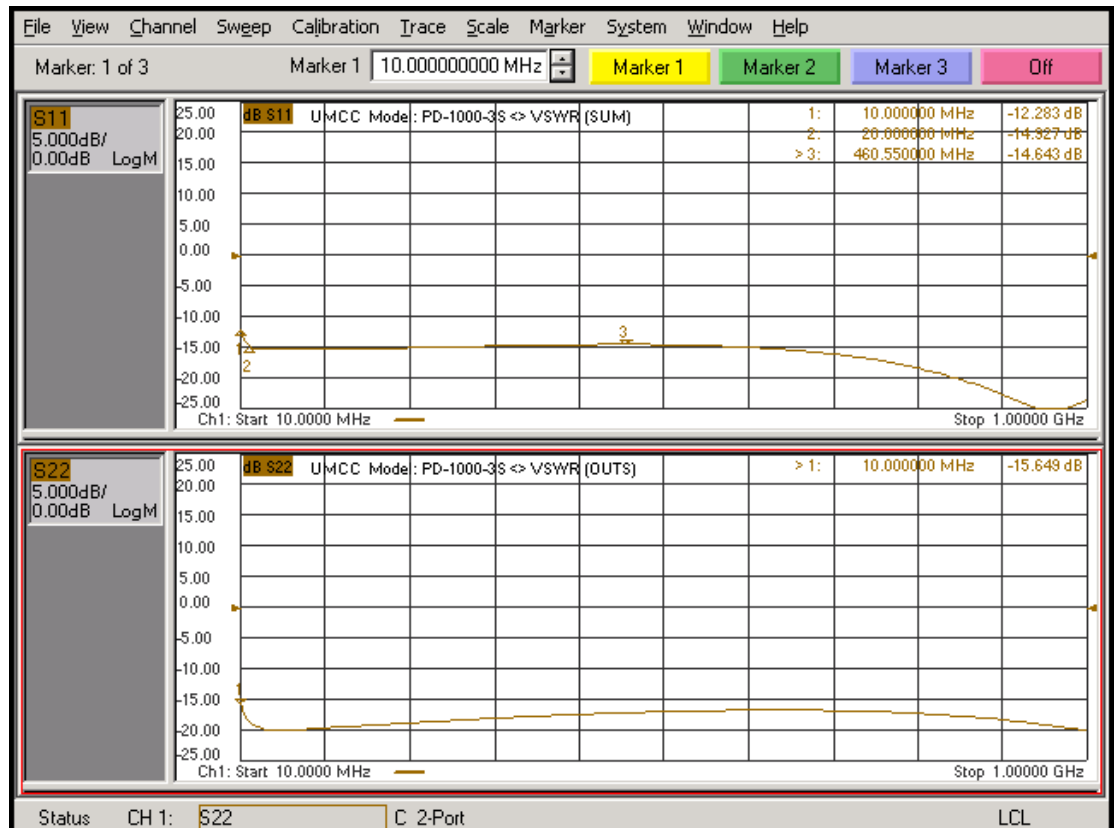 File View Channel Sweep Calibration Trace Scale Marker System Window Help
Marker: 1 of 3 Marker 1 10.000000000 MHz Marker 1 Marker 2 Marker 3 Off
S11
5.000dB/
0.00dB LogM
25.00
20.00
15.00
10.00
5.00
0.00
-5.00
-10.00
-15.00
-20.00
-25.00
dB S11 UMCC Model: PD-1000-3S <> VSWR (SUM)
1: 10.000000 MHz -12.283 dB
2: 20.000000 MHz -14.927 dB
> 3: 460.550000 MHz -14.643 dB
3
1
2
Ch1: Start 10.0000 MHz Stop 1.00000 GHz
S22
5.000dB/
0.00dB LogM
25.00
20.00
15.00
10.00
5.00
0.00
-5.00
-10.00
-15.00
-20.00
-25.00
dB S22 UMCC Model: PD-1000-3S <> VSWR (OUTS)
> 1: 10.000000 MHz -15.649 dB
1
Ch1: Start 10.0000 MHz Stop 1.00000 GHz
Status CH 1: S22 C 2-Port LCL